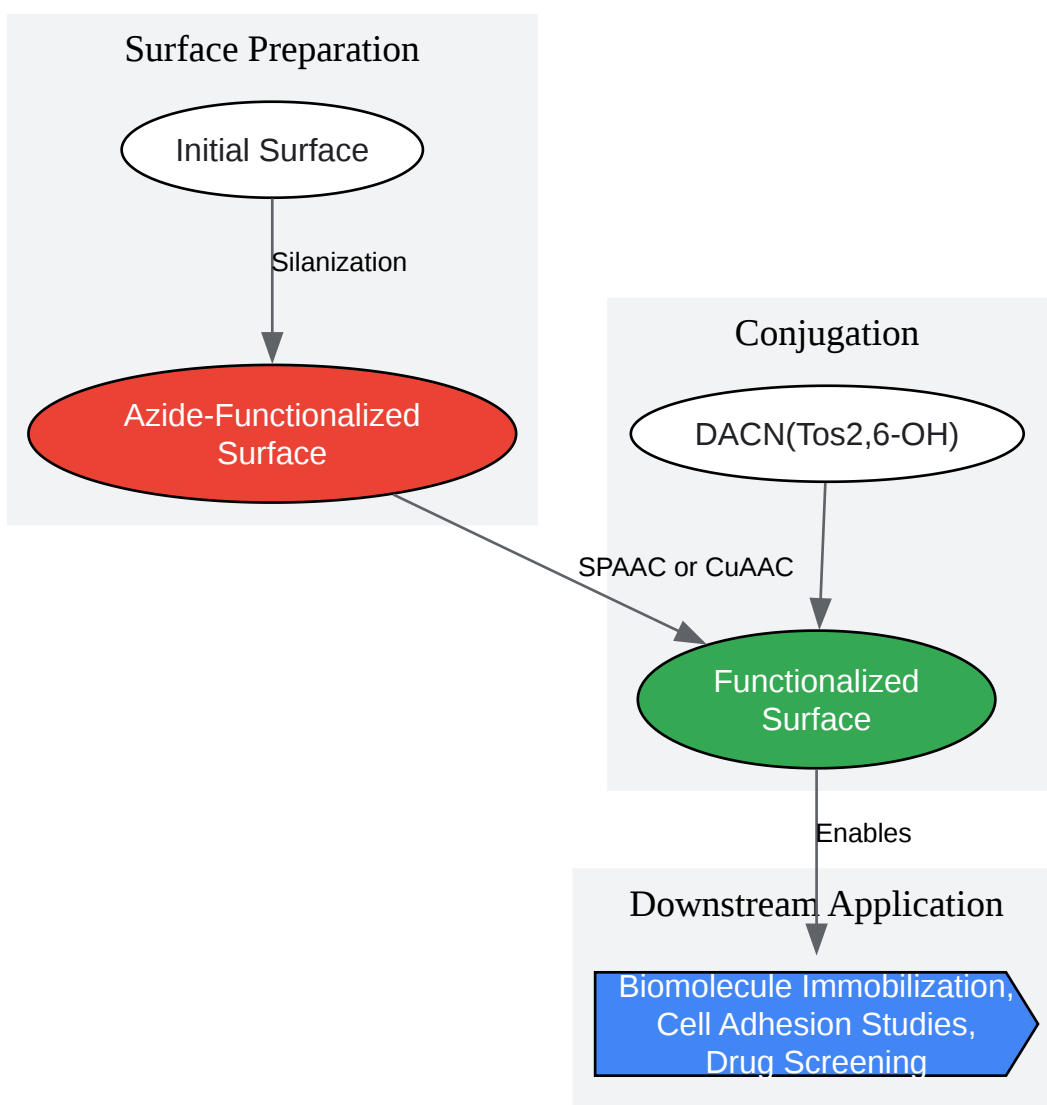 Surface Preparation
Initial Surface
Silanization
Azide-Functionalized
Surface
Conjugation
DACN(Tos2,6-OH)
SPAAC or CuAAC
Functionalized
Surface
Enables
Downstream Application
Biomolecule Immobilization,
Cell Adhesion Studies,
Drug Screening